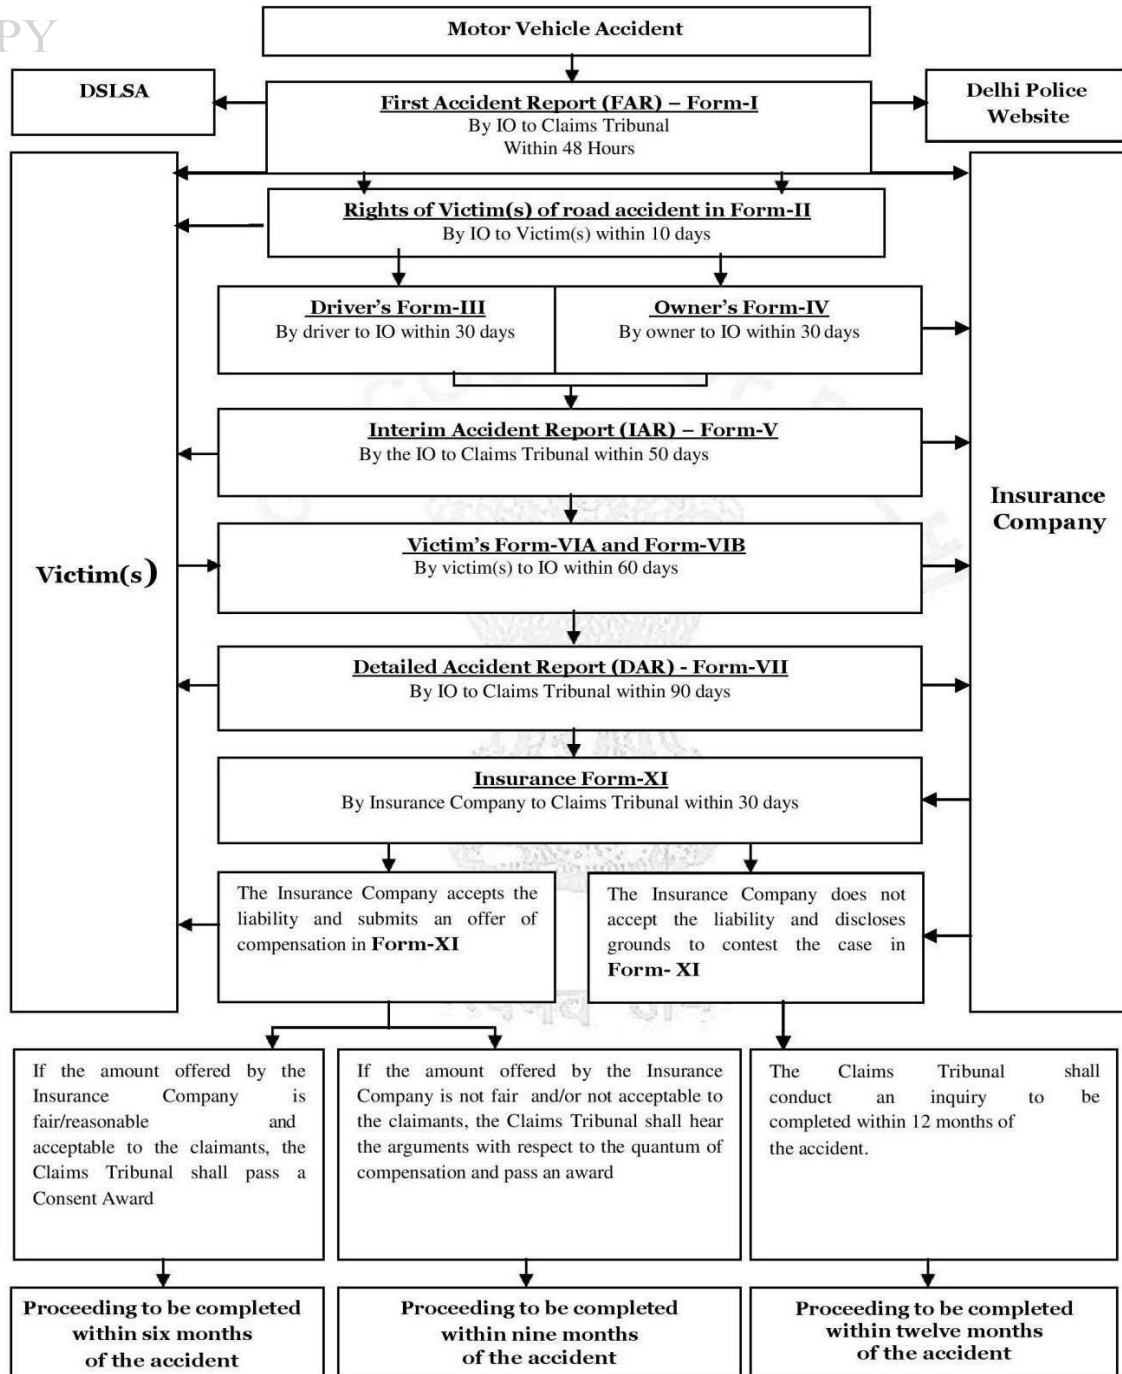 PY
Motor Vehicle Accident
DSLSA
First Accident Report (FAR) – Form-I
By IO to Claims Tribunal
Within 48 Hours
Delhi Police
Website
Rights of Victim(s) of road accident in Form-II
By IO to Victim(s) within 10 days
Driver's Form-III
By driver to IO within 30 days
Owner's Form-IV
By owner to IO within 30 days
Interim Accident Report (IAR) – Form-V
By the IO to Claims Tribunal within 50 days
Insurance
Company
Victim's Form-VIA and Form-VIB
By victim(s) to IO within 60 days
Victim(s)
Detailed Accident Report (DAR) - Form-VII
By IO to Claims Tribunal within 90 days
Insurance Form-XI
By Insurance Company to Claims Tribunal within 30 days
The Insurance Company accepts the
liability and submits an offer of
compensation in Form-XI
The Insurance Company does not
accept the liability and discloses
grounds to contest the case in
Form- XI
If the amount offered by the
Insurance Company is
fair/reasonable and
acceptable to the claimants, the
Claims Tribunal shall pass a
Consent Award
If the amount offered by the Insurance
Company is not fair and/or not acceptable to
the claimants, the Claims Tribunal shall hear
the arguments with respect to the quantum of
compensation and pass an award
The Claims Tribunal shall
conduct an inquiry to be
completed within 12 months of
the accident.
Proceeding to be completed
within six months
of the accident
Proceeding to be completed
within nine months
of the accident
Proceeding to be completed
within twelve months
of the accident